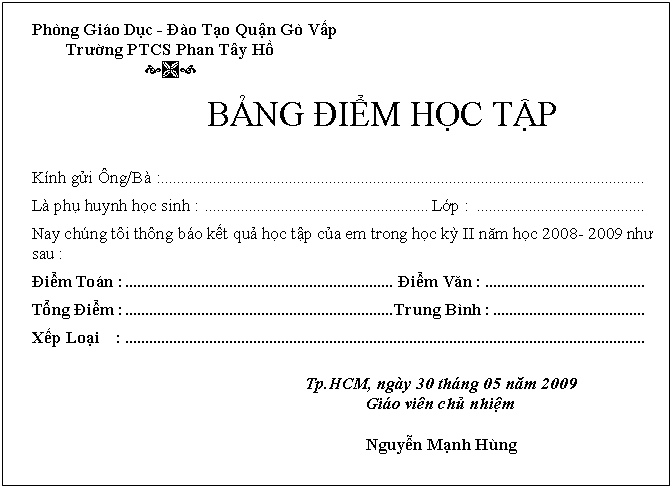 Phòng Giáo Dục - Đào Tạo Quận Gò Vấp
Trường PTCS Phan Tây Hồ
BẢNG ĐIỂM HỌC TẬP
Kính gửi Ông/Bà :..........................................................................................................
Là phụ huynh học sinh : ................................................ Lớp : ....................................
Nay chúng tôi thông báo kết quả học tập của em trong học kỳ II năm học 2008- 2009 như
sau :
Điểm Toán : ................................................................ Điểm Văn : ......................................
Tổng Điểm : ................................................................Trung Bình : ....................................
Xếp Loại : ............................................................................................................................
Tp.HCM, ngày 30 tháng 05 năm 2009
Giáo viên chủ nhiệm
Nguyễn Mạnh Hùng